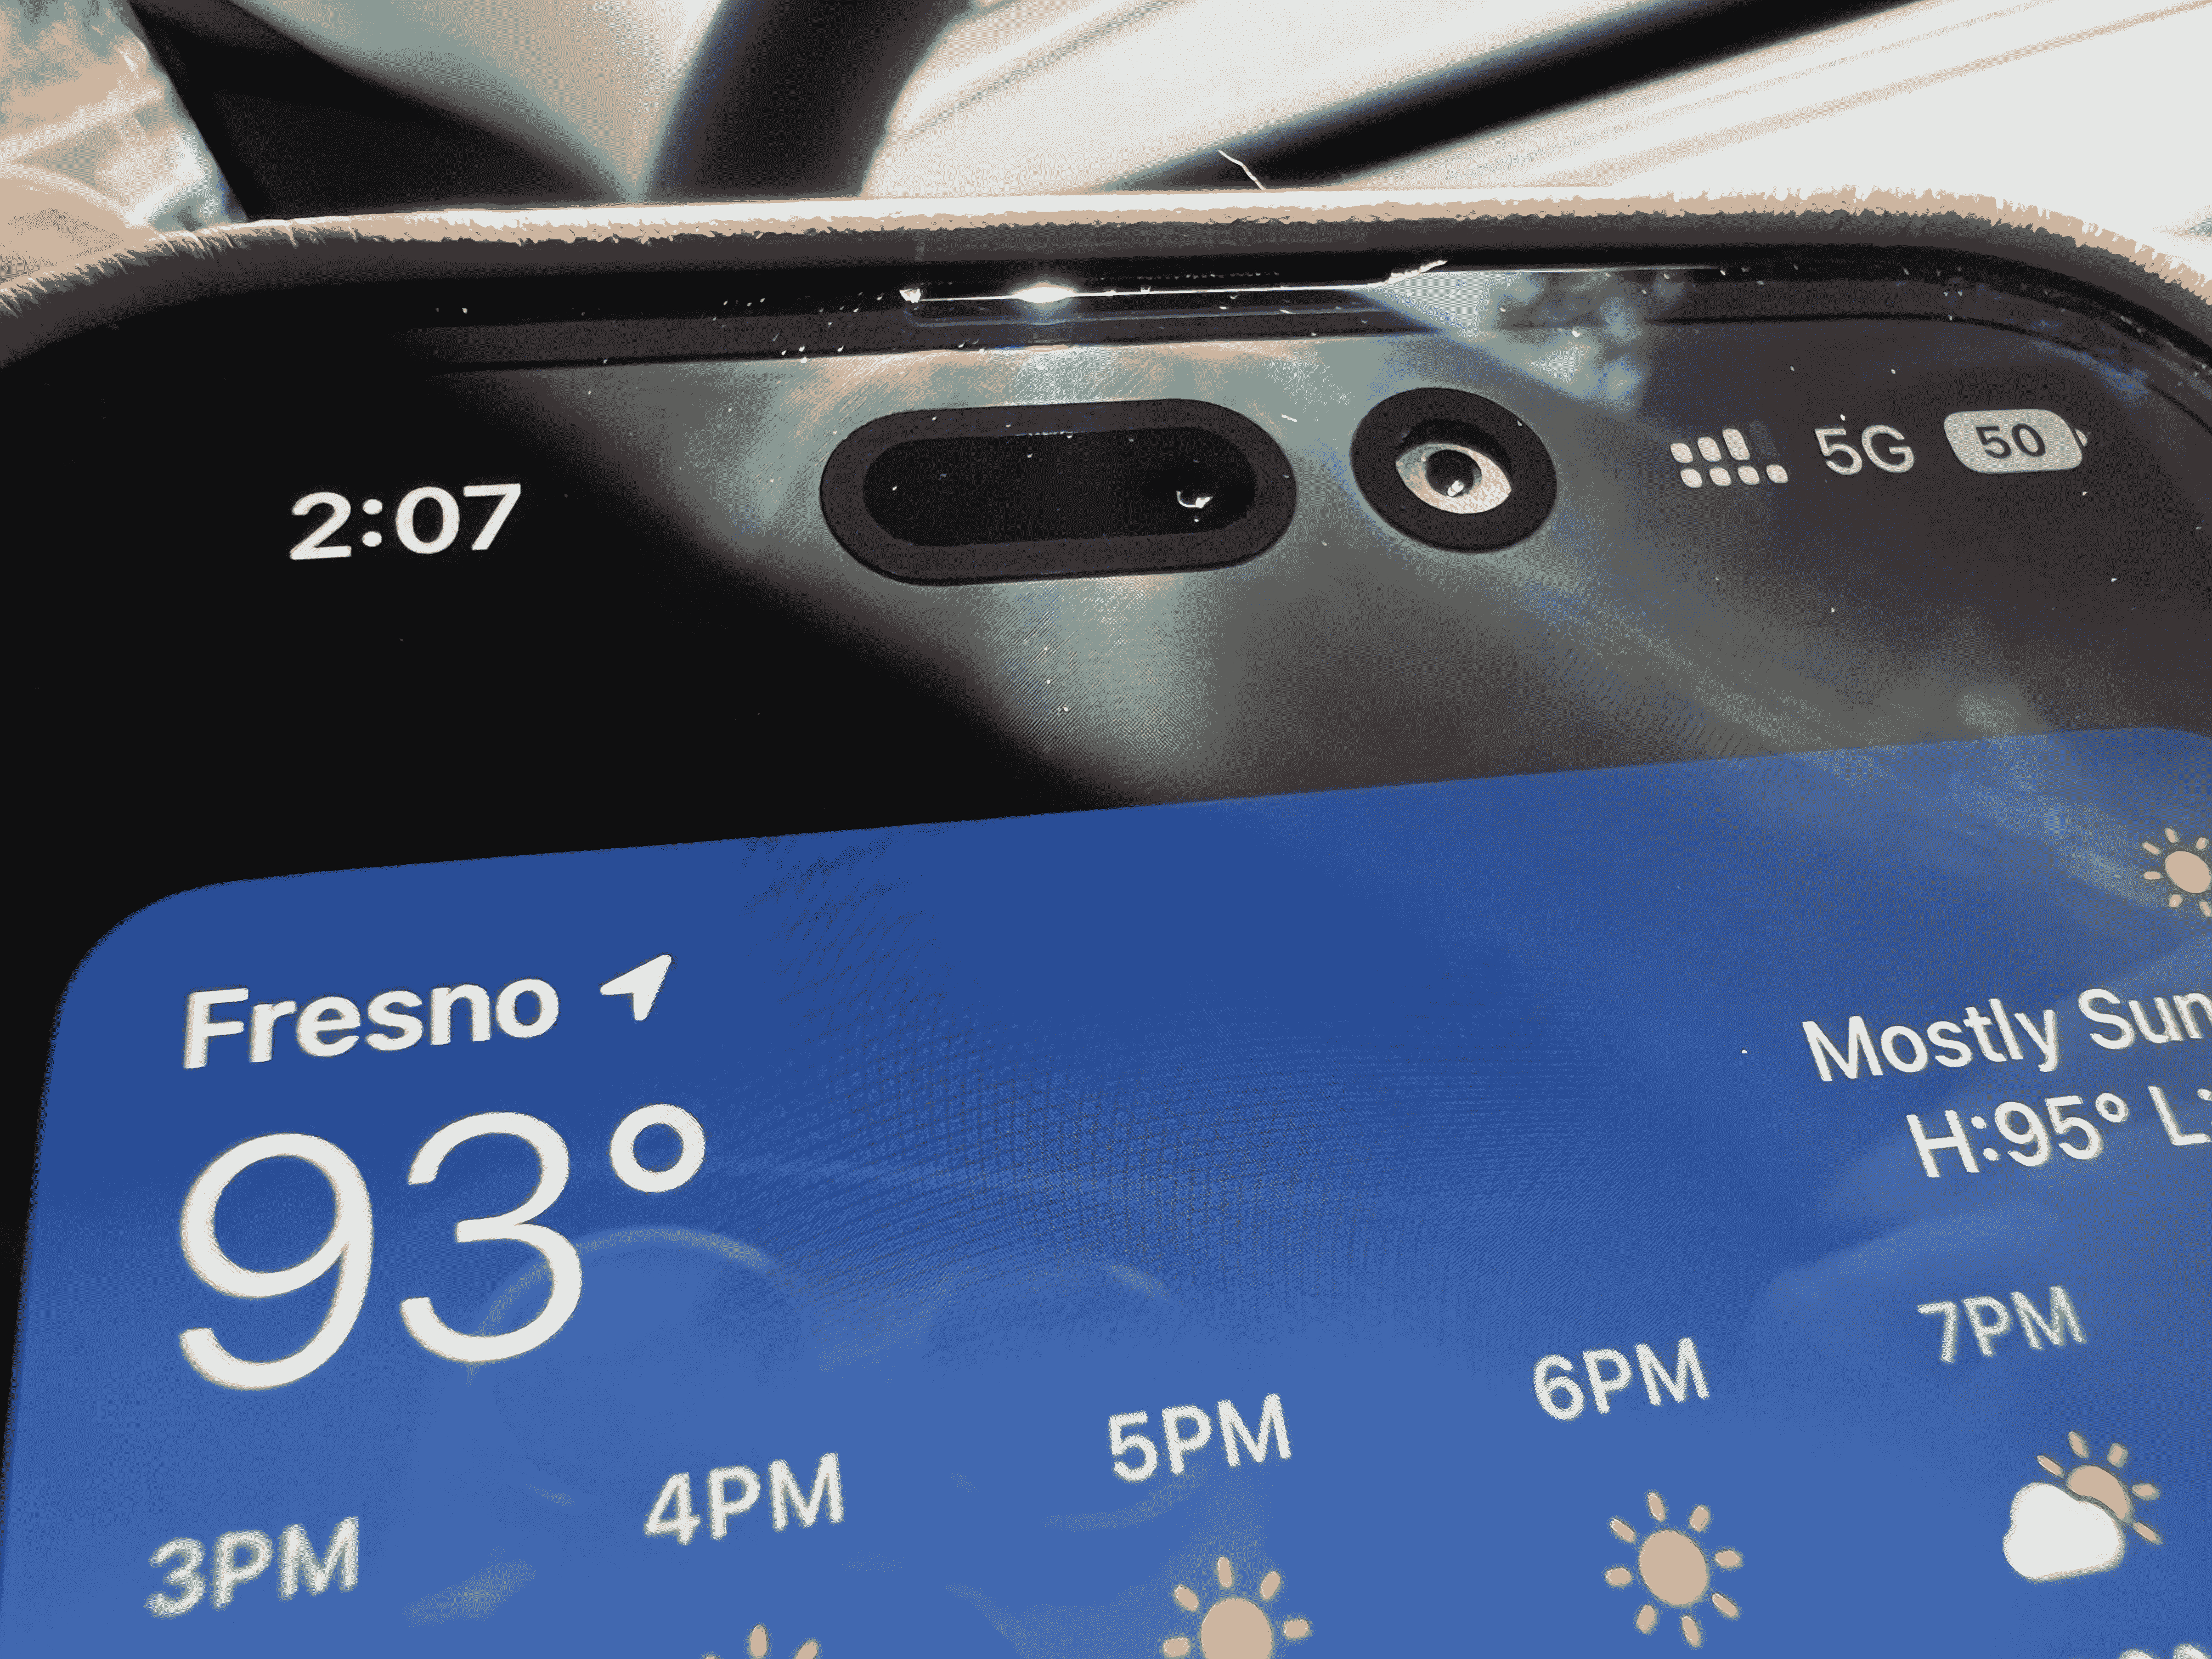 2:07
5G 50
Fresno
93°
Mostly Sun
H:95° L:
3PM 4PM 5PM 6PM 7PM